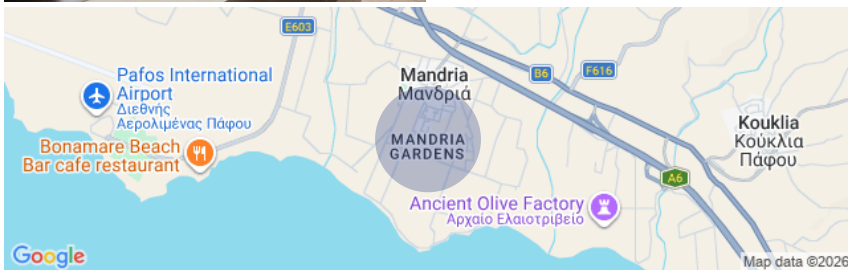 E603
Pafos International
Airport
Διεθνής
Αερολιμένας Πάφου
Bonamare Beach
Bar cafe restaurant
Mandria
Μανδριά
MANDRIA
GARDENS
B6
F616
Kouklia
Κούκλια
Πάφου
A6
Ancient Olive Factory
Αρχαίο Ελαιοτριβείο
Google
Map data ©2026